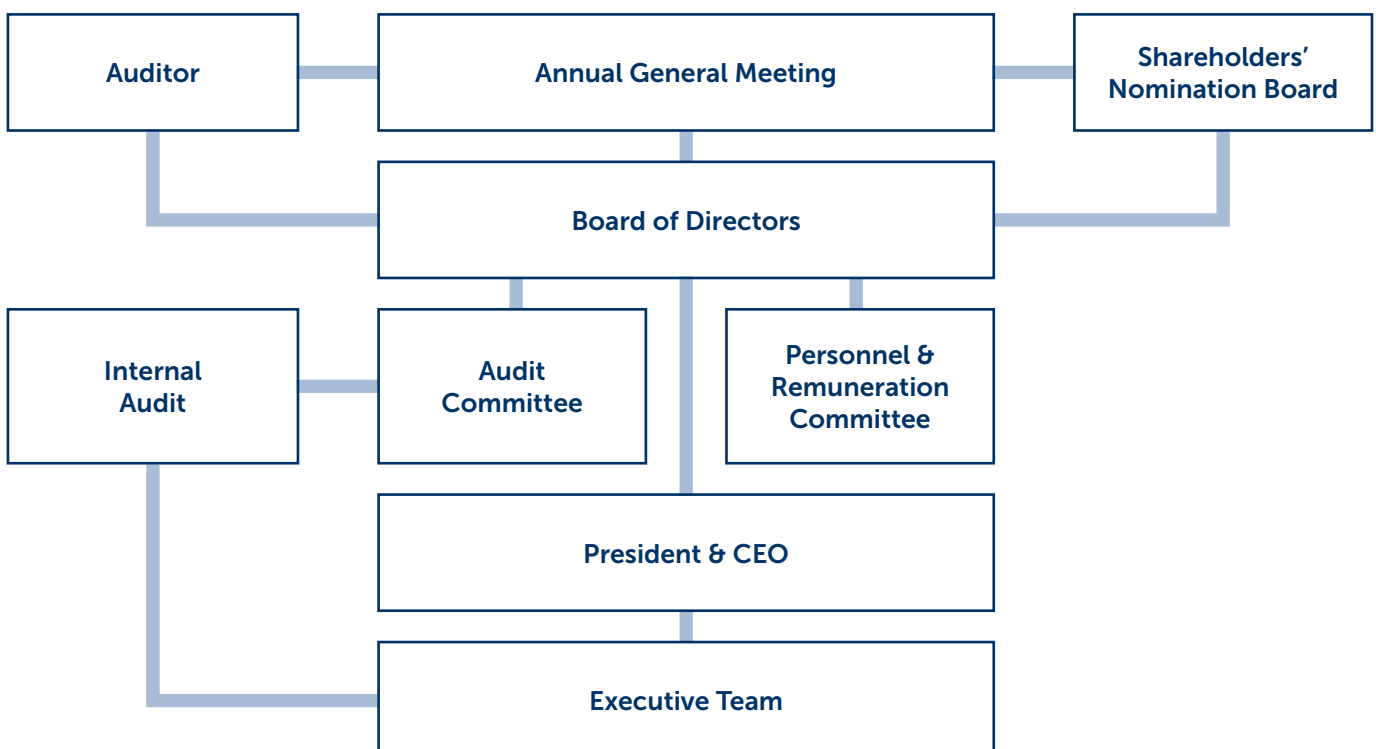 Auditor
Annual General Meeting
Shareholders’
Nomination Board
Board of Directors
Internal
Audit
Audit
Committee
Personnel &
Remuneration
Committee
President & CEO
Executive Team